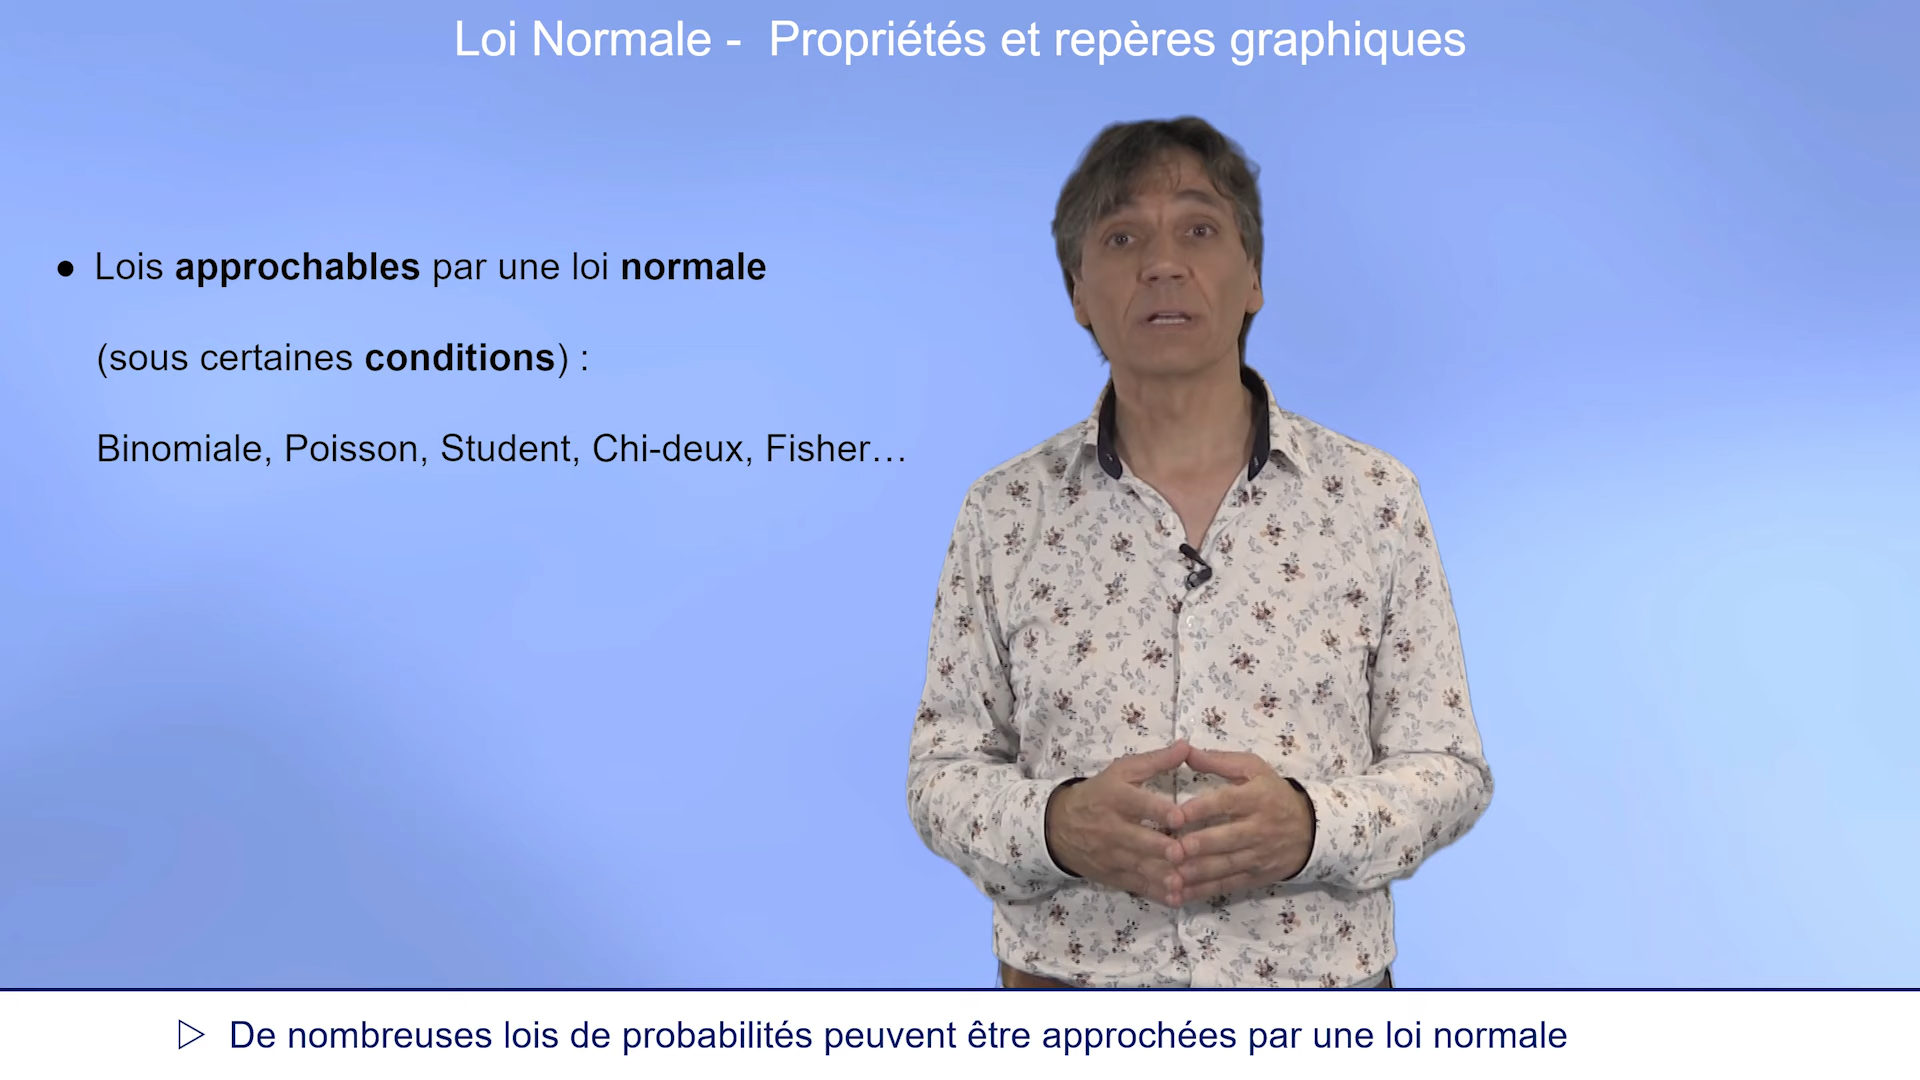 Loi Normale - Propriétés et repères graphiques
● Lois approchables par une loi normale
(sous certaines conditions) :
Binomiale, Poisson, Student, Chi-deux, Fisher…
▷ De nombreuses lois de probabilités peuvent être approchées par une loi normale